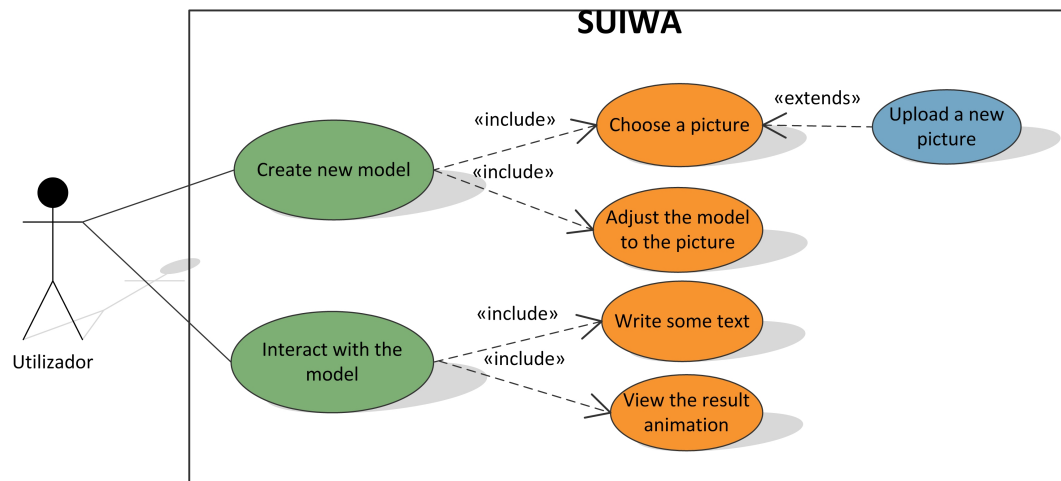 SUIWA
«include»
Choose a picture
«extends»
Upload a new
picture
Create new model
«include»
Adjust the model
to the picture
Utilizador
Interact with the
model
«include»
Write some text
«include»
View the result
animation